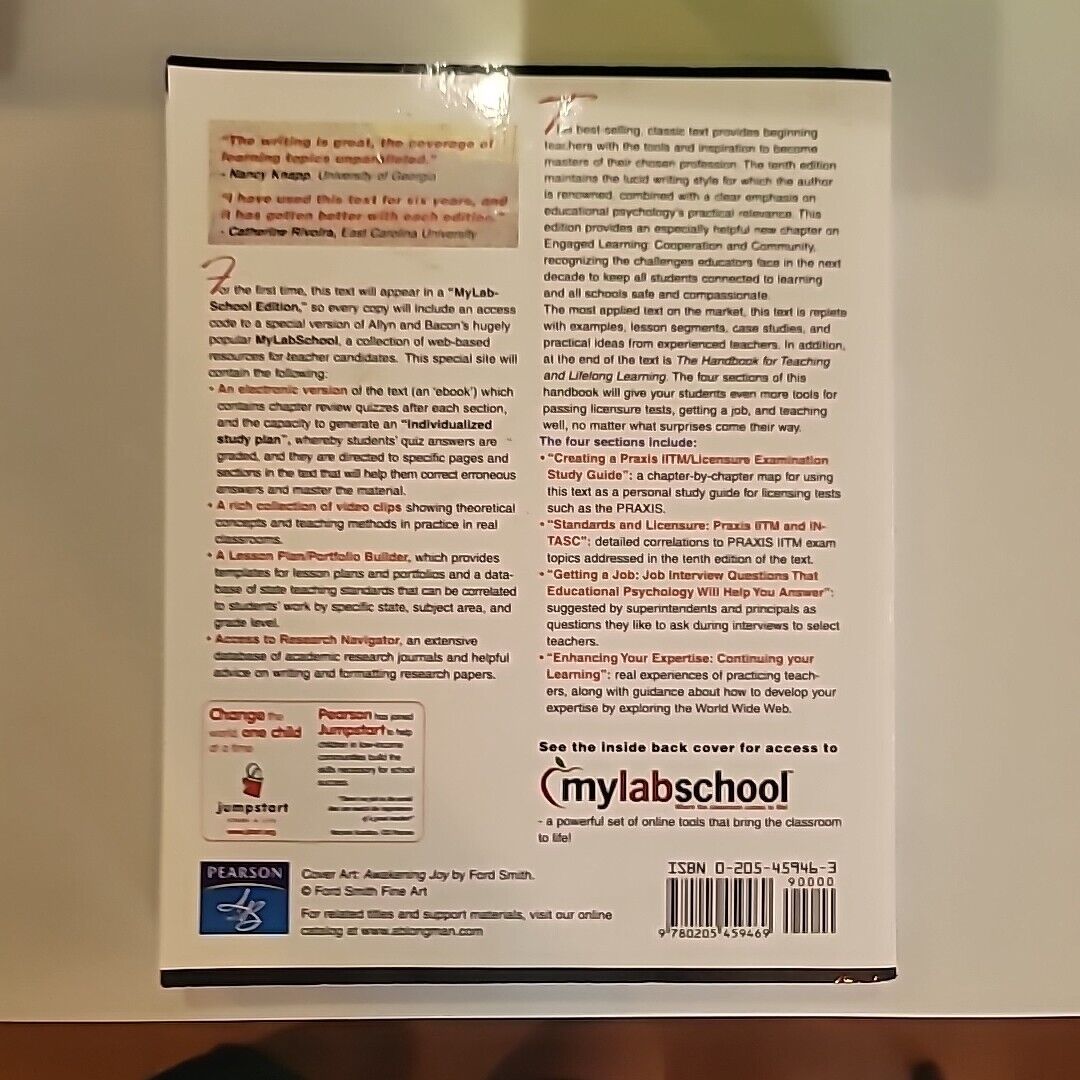 "The writing is great, the coverage of
learning topics unparalleled."
- Nancy Knapp, University of Georgia
"I have used this text for six years, and
it has gotten better with each edition."
- Catherine Rivoira, East Carolina University
For the first time, this text will appear in a "MyLab-
School Edition," so every copy will include an access
code to a special version of Allyn and Bacon's hugely
popular MyLabSchool, a collection of web-based
resources for teacher candidates. This special site will
contain the following:
• An electronic version of the text (an 'ebook') which
contains chapter review quizzes after each section,
and the capacity to generate an "Individualized
study plan", whereby students' quiz answers are
graded, and they are directed to specific pages and
sections in the text that will help them correct erroneous
answers and master the material.
• A rich collection of video clips showing theoretical
concepts and teaching methods in practice in real
classrooms.
• A Lesson Plan/Portfolio Builder, which provides
templates for lesson plans and portfolios and a data-
base of state teaching standards that can be correlated
to students' work by specific state, subject area, and
grade level.
• Access to Research Navigator, an extensive
database of academic research journals and helpful
advice on writing and formatting research papers.
Change the
world, one child
at a time
jumpstart
Pearson has joined
Jumpstart to help
children in low-income
communities build the
skills necessary for school
success.
PEARSON
Cover Art: Awakening Joy by Ford Smith.
© Ford Smith Fine Art
For related titles and support materials, visit our online
catalog at www.ablongman.com
This best-selling, classic text provides beginning
teachers with the tools and inspiration to become
masters of their chosen profession. The tenth edition
maintains the lucid writing style for which the author
is renowned, combined with a clear emphasis on
educational psychology's practical relevance. This
edition provides an especially helpful new chapter on
Engaged Learning: Cooperation and Community,
recognizing the challenges educators face in the next
decade to keep all students connected to learning
and all schools safe and compassionate.
The most applied text on the market, this text is replete
with examples, lesson segments, case studies, and
practical ideas from experienced teachers. In addition,
at the end of the text is The Handbook for Teaching
and Lifelong Learning. The four sections of this
handbook will give your students even more tools for
passing licensure tests, getting a job, and teaching
well, no matter what surprises come their way.
The four sections include:
• "Creating a Praxis IITM/Licensure Examination
Study Guide": a chapter-by-chapter map for using
this text as a personal study guide for licensing tests
such as the PRAXIS.
• "Standards and Licensure: Praxis IITM and IN-
TASC": detailed correlations to PRAXIS IITM exam
topics addressed in the tenth edition of the text.
• "Getting a Job: Job Interview Questions That
Educational Psychology Will Help You Answer":
suggested by superintendents and principals as
questions they like to ask during interviews to select
teachers.
• "Enhancing Your Expertise: Continuing your
Learning": real experiences of practicing teach-
ers, along with guidance about how to develop your
expertise by exploring the World Wide Web.
See the inside back cover for access to
mylabschool
Where the classroom comes to life!
- a powerful set of online tools that bring the classroom
to life!
ISBN 0-205-45946-3
90000
9 780205 459469